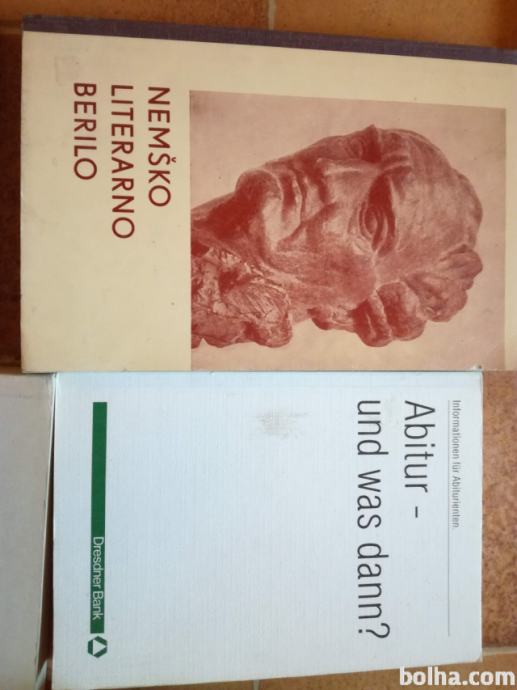 NEMŠKO
LITERARNO
BERILO
Informationen für Abiturienten.
Abitur -
und was dann?
Dresdner Bank
bolha.com